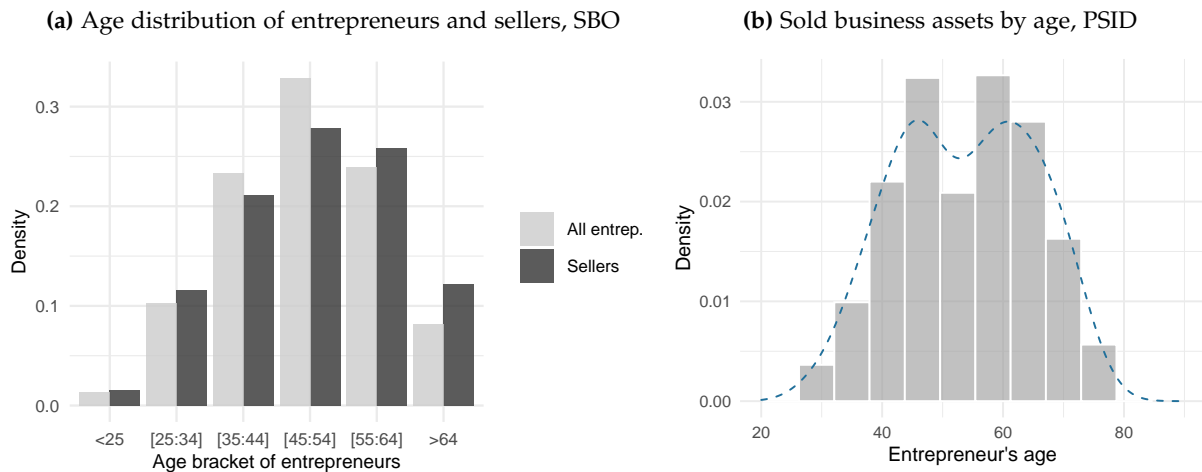 (a) Age distribution of entrepreneurs and sellers, SBO
0.3
0.2
0.1
0.0
Density
<25 [25:34] [35:44] [45:54] [55:64] >64
Age bracket of entrepreneurs
All entrep.
Sellers
(b) Sold business assets by age, PSID
0.03
0.02
0.01
0.00
Density
20 40 60 80
Entrepreneur's age